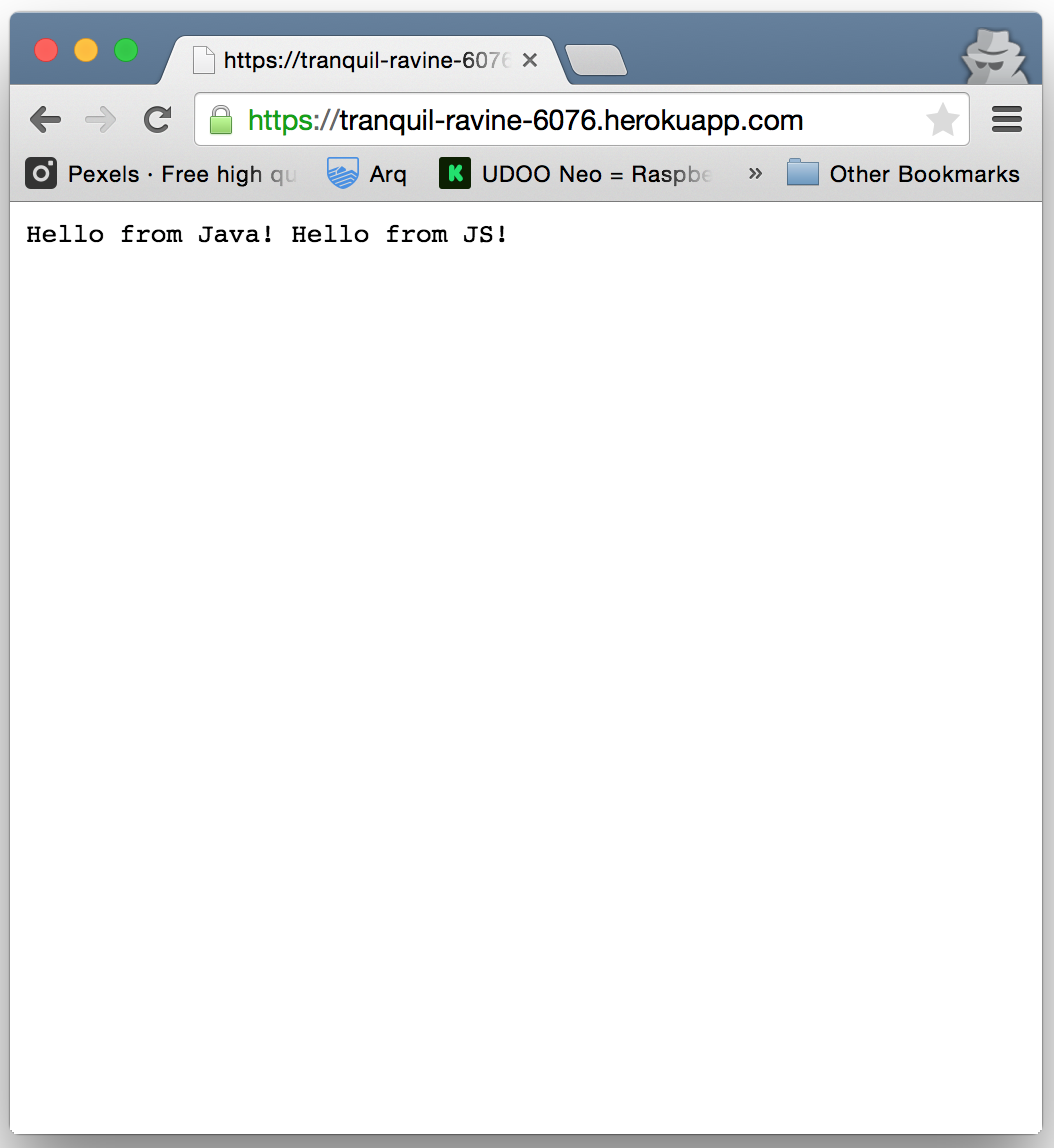 https://tranquil-ravine-6076
https://tranquil-ravine-6076.herokuapp.com
Pexels · Free high qu Arq UDOO Neo = Raspbe » Other Bookmarks
Hello from Java! Hello from JS!